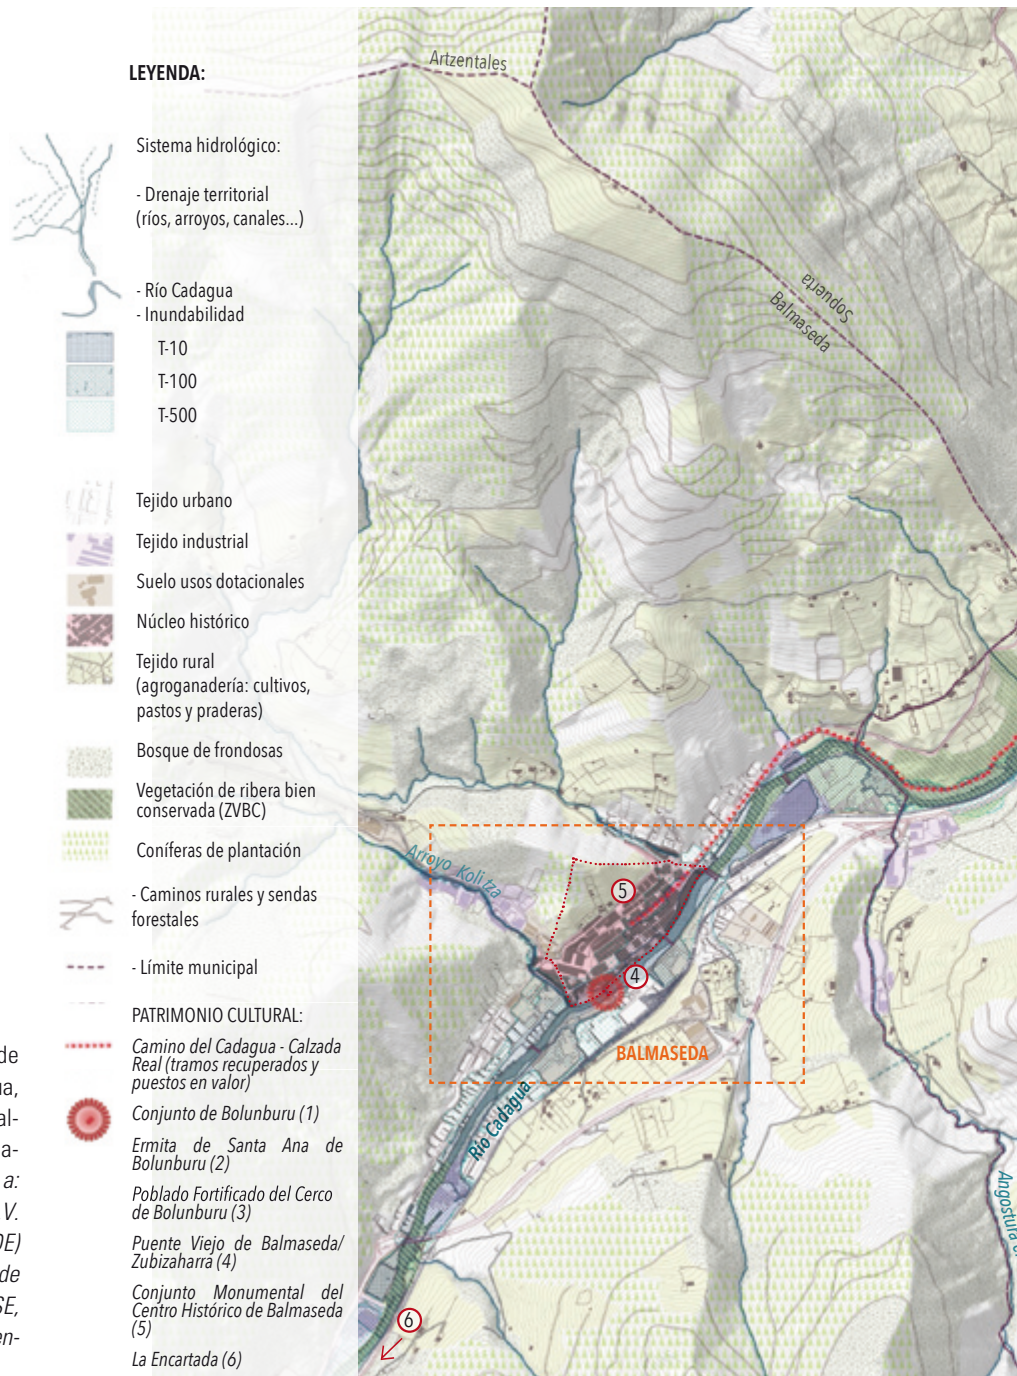 LEYENDA:
Sistema hidrológico:
- Drenaje territorial
(ríos, arroyos, canales...)
- Río Cadagua
- Inundabilidad
T-10
T-100
T-500
Tejido urbano
Tejido industrial
Suelo usos dotacionales
Núcleo histórico
Tejido rural
(agroganadería: cultivos,
pastos y praderas)
Bosque de frondosas
Vegetación de ribera bien
conservada (ZVBC)
Coníferas de plantación
- Caminos rurales y sendas
forestales
- Límite municipal
PATRIMONIO CULTURAL:
Camino del Cadagua - Calzada
Real (tramos recuperados y
puestos en valor)
Conjunto de Bolunburu (1)
Ermita de Santa Ana de
Bolunburu (2)
Poblado Fortificado del Cerco
de Bolunburu (3)
Puente Viejo de Balmaseda/
Zubizaharra (4)
Conjunto Monumental del
Centro Histórico de Balmaseda
(5)
La Encartada (6)
de
ua,
al-
a-
a:
V.
DE)
de
SE,
en-
Artzentales
Sopuerta
Balmaseda
Arroyo Kolitza
5
4
BALMASEDA
Río Cadagua
6
Angostura